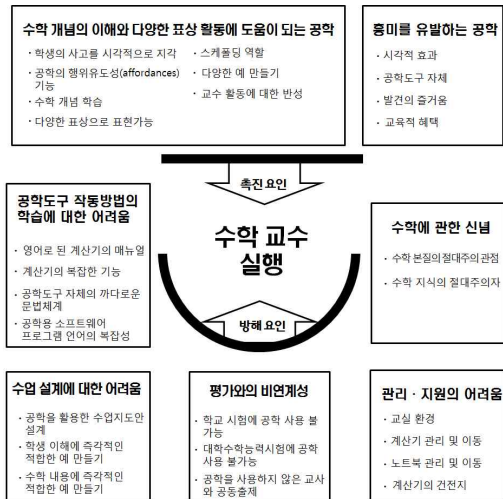 수학 개념의 이해와 다양한 표상 활동에 도움이 되는 공학
• 학생의 사고를 시각적으로 지각
• 공학의 행위유도성(affordances)
기능
• 수학 개념 학습
• 다양한 표상으로 표현가능
• 스케폴딩 역할
• 다양한 예 만들기
• 교수 활동에 대한 반성
흥미를 유발하는 공학
• 시각적 효과
• 공학도구 자체
• 발견의 즐거움
• 교육적 혜택
촉진 요인
수학 교수
실행
방해 요인
공학도구 작동방법의
학습에 대한 어려움
• 영어로 된 계산기의 매뉴얼
• 계산기의 복잡한 기능
• 공학도구 자체의 까다로운
문법체계
• 공학용 소프트웨어
프로그램 언어의 복잡성
수학에 관한 신념
• 수학 본질의 절대주의 관점
• 수학 지식의 절대주의자
수업 설계에 대한 어려움
• 공학을 활용한 수업지도안
설계
• 학생 이해에 즉각적인
적합한 예 만들기
• 수학 내용에 즉각적인
적합한 예 만들기
평가와의 비연계성
• 학교 시험에 공학 사용 불
가능
• 대학수학능력시험에 공학
사용 불가능
• 공학을 사용하지 않은 교사
와 공동출제
관리 · 지원의 어려움
• 교실 환경
• 계산기 관리 및 이동
• 노트북 관리 및 이동
• 계산기의 건전지